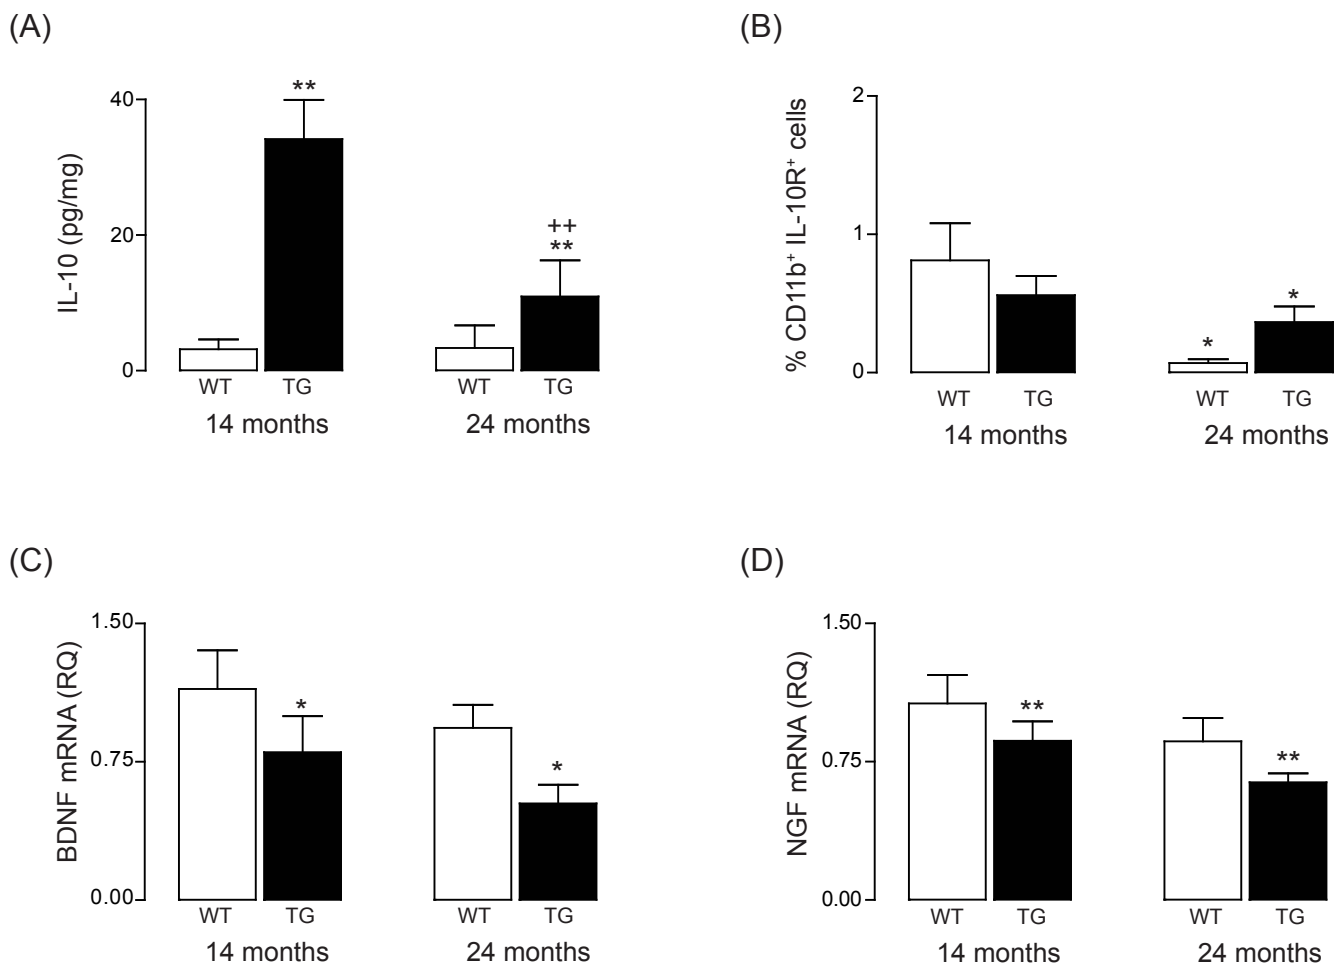 (A)
IL-10 (pg/mg)
40
20
0
**
++
**
WT TG WT TG
14 months 24 months
(B)
% CD11b⁺ IL-10R⁺ cells
2
1
0
*
*
WT TG WT TG
14 months 24 months
(C)
BDNF mRNA (RQ)
1.50
0.75
0.00
*
*
WT TG WT TG
14 months 24 months
(D)
NGF mRNA (RQ)
1.50
0.75
0.00
**
**
WT TG WT TG
14 months 24 months